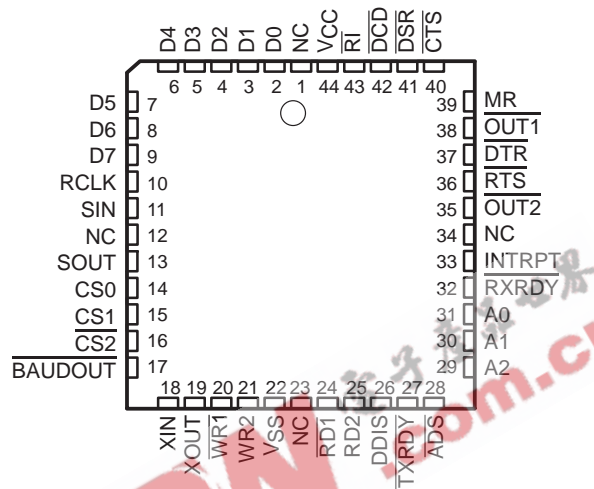 D4 D3 D2 D1 D0 NC VCC RI DCD DSR CTS
6 5 4 3 2 1 44 43 42 41 40
D5 7 39 MR
D6 8 38 OUT1
D7 9 37 DTR
RCLK 10 36 RTS
SIN 11 35 OUT2
NC 12 34 NC
SOUT 13 33 INTRPT
CS0 14 32 RXRDY
CS1 15 31 A0
CS2 16 30 A1
BAUDOUT 17 29 A2
18 19 20 21 22 23 24 25 26 27 28
XIN XOUT WR1 WR2 VSS NC RD1 RD2 DDIS TXRDY ADS
.com.c